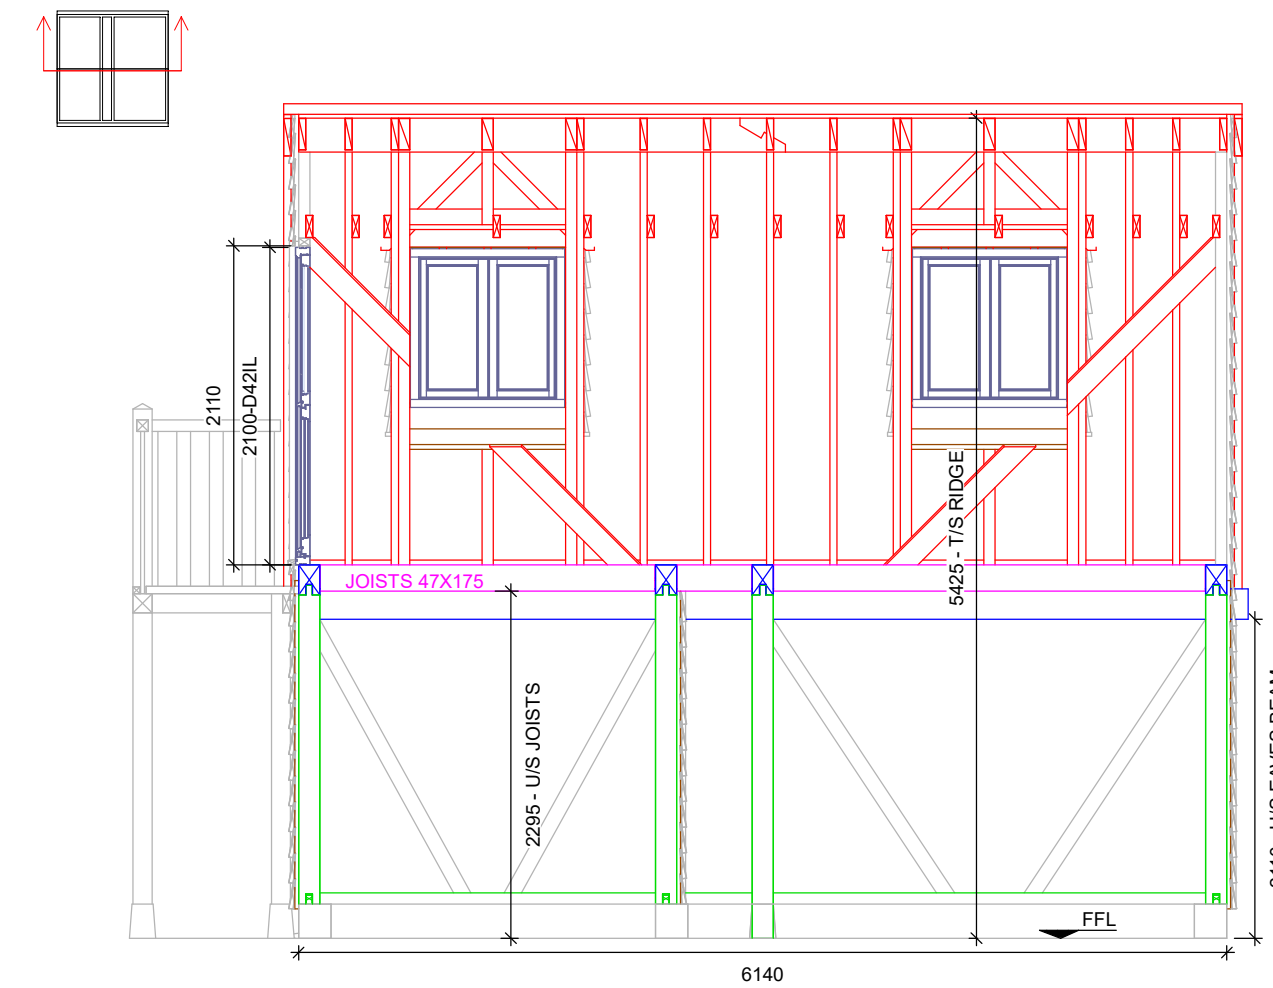 2110
2100-D42IL
JOISTS 47X175
5425 - T/S RIDGE
2295 - U/S JOISTS
FFL
6140